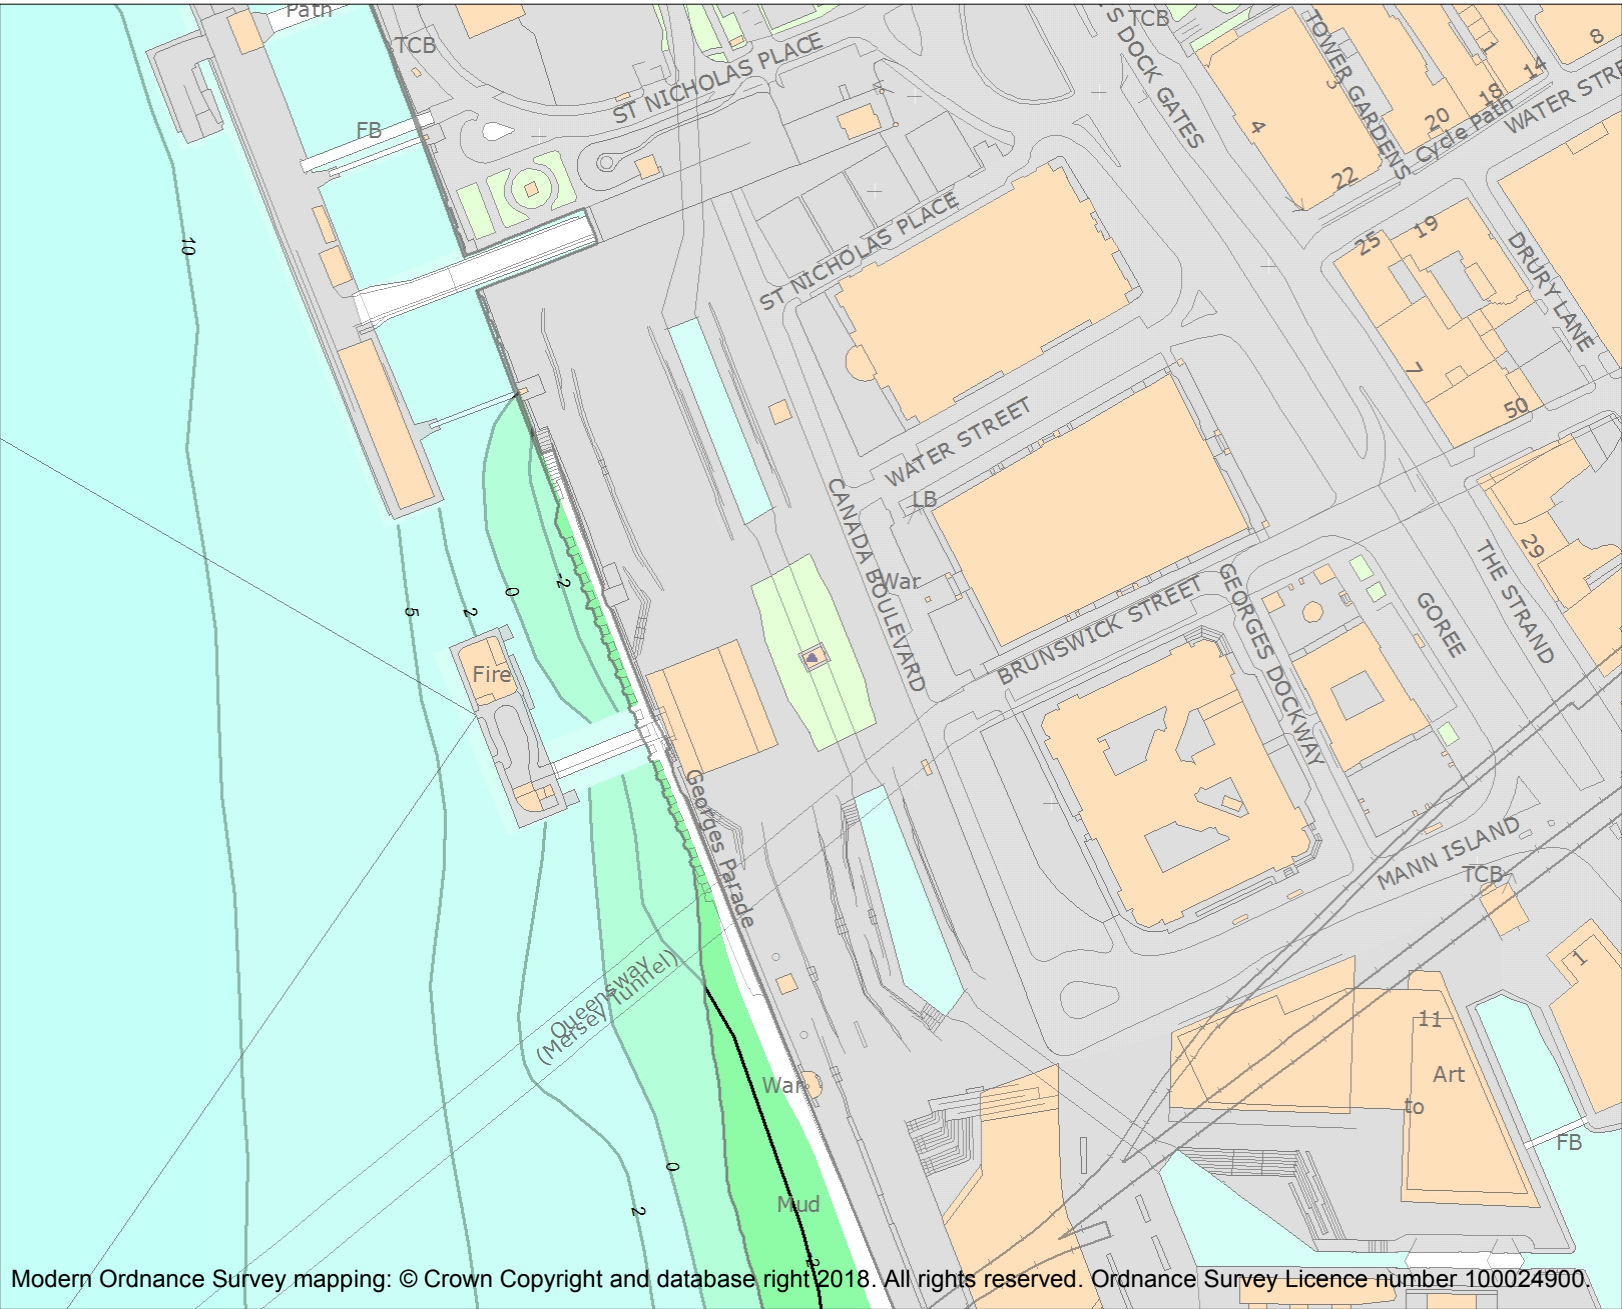 Path
TCB
TCB
S DOCK GATES
TOWER GARDENS
3
1
8
14
18
20
Cycle Path
WATER STRE
4
22
ST NICHOLAS PLACE
FB
10
ST NICHOLAS PLACE
25
19
DRURY LANE
7
50
WATER STREET
LB
CANADA BOULEVARD
War
BRUNSWICK STREET
GEORGES DOCKWAY
GOREE
THE STRAND
29
5
2
0
-2
Fire
Georges Parade
MANN ISLAND
TCB
Queensway
(Mersey Tunnel)
1
11
Art
to
War
FB
0
2
Mud
-2
Modern Ordnance Survey mapping: © Crown Copyright and database right 2018. All rights reserved. Ordnance Survey Licence number 100024900.